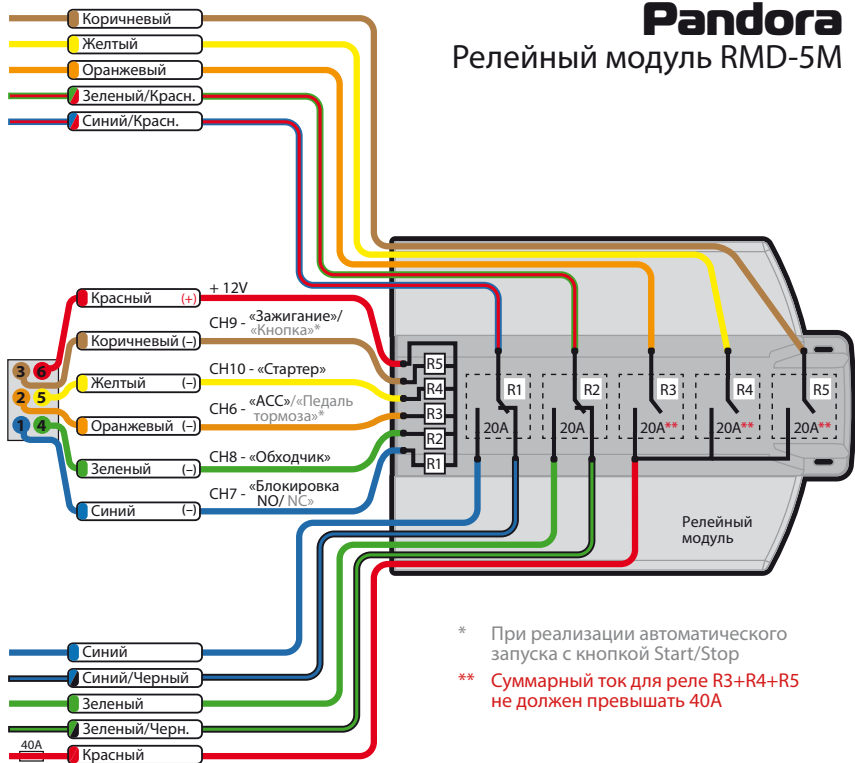 Pandora
Релейный модуль RMD-5M
Коричневый
Желтый
Оранжевый
Зеленый/Красн.
Синий/Красн.
Красный (+)
+ 12V
Коричневый (–)
CH9 - «Зажигание»/
«Кнопка»*
Желтый (–)
CH10 - «Стартер»
Оранжевый (–)
CH6 - «ACC»/«Педаль
тормоза»*
Зеленый (–)
CH8 - «Обходчик»
Синий (–)
CH7 - «Блокировка
NO/ NC»
3 6
2 5
1 4
R5
R4
R3
R2
R1
R1 R2 R3 R4 R5
20A 20A 20A** 20A** 20A**
Релейный
модуль
Синий
Синий/Черный
Зеленый
Зеленый/Черн.
40A
Красный
* При реализации автоматического
запуска с кнопкой Start/Stop
** Суммарный ток для реле R3+R4+R5
не должен превышать 40А